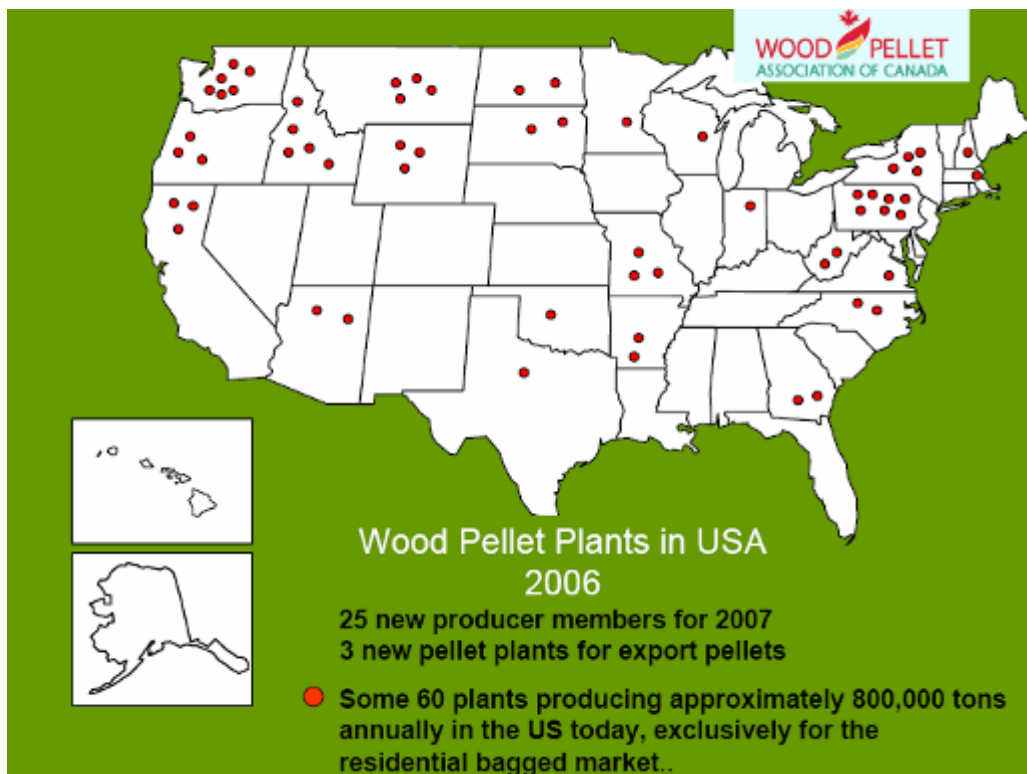 WOOD PELLET
ASSOCIATION OF CANADA
Wood Pellet Plants in USA
2006
25 new producer members for 2007
3 new pellet plants for export pellets
Some 60 plants producing approximately 800,000 tons
annually in the US today, exclusively for the
residential bagged market..